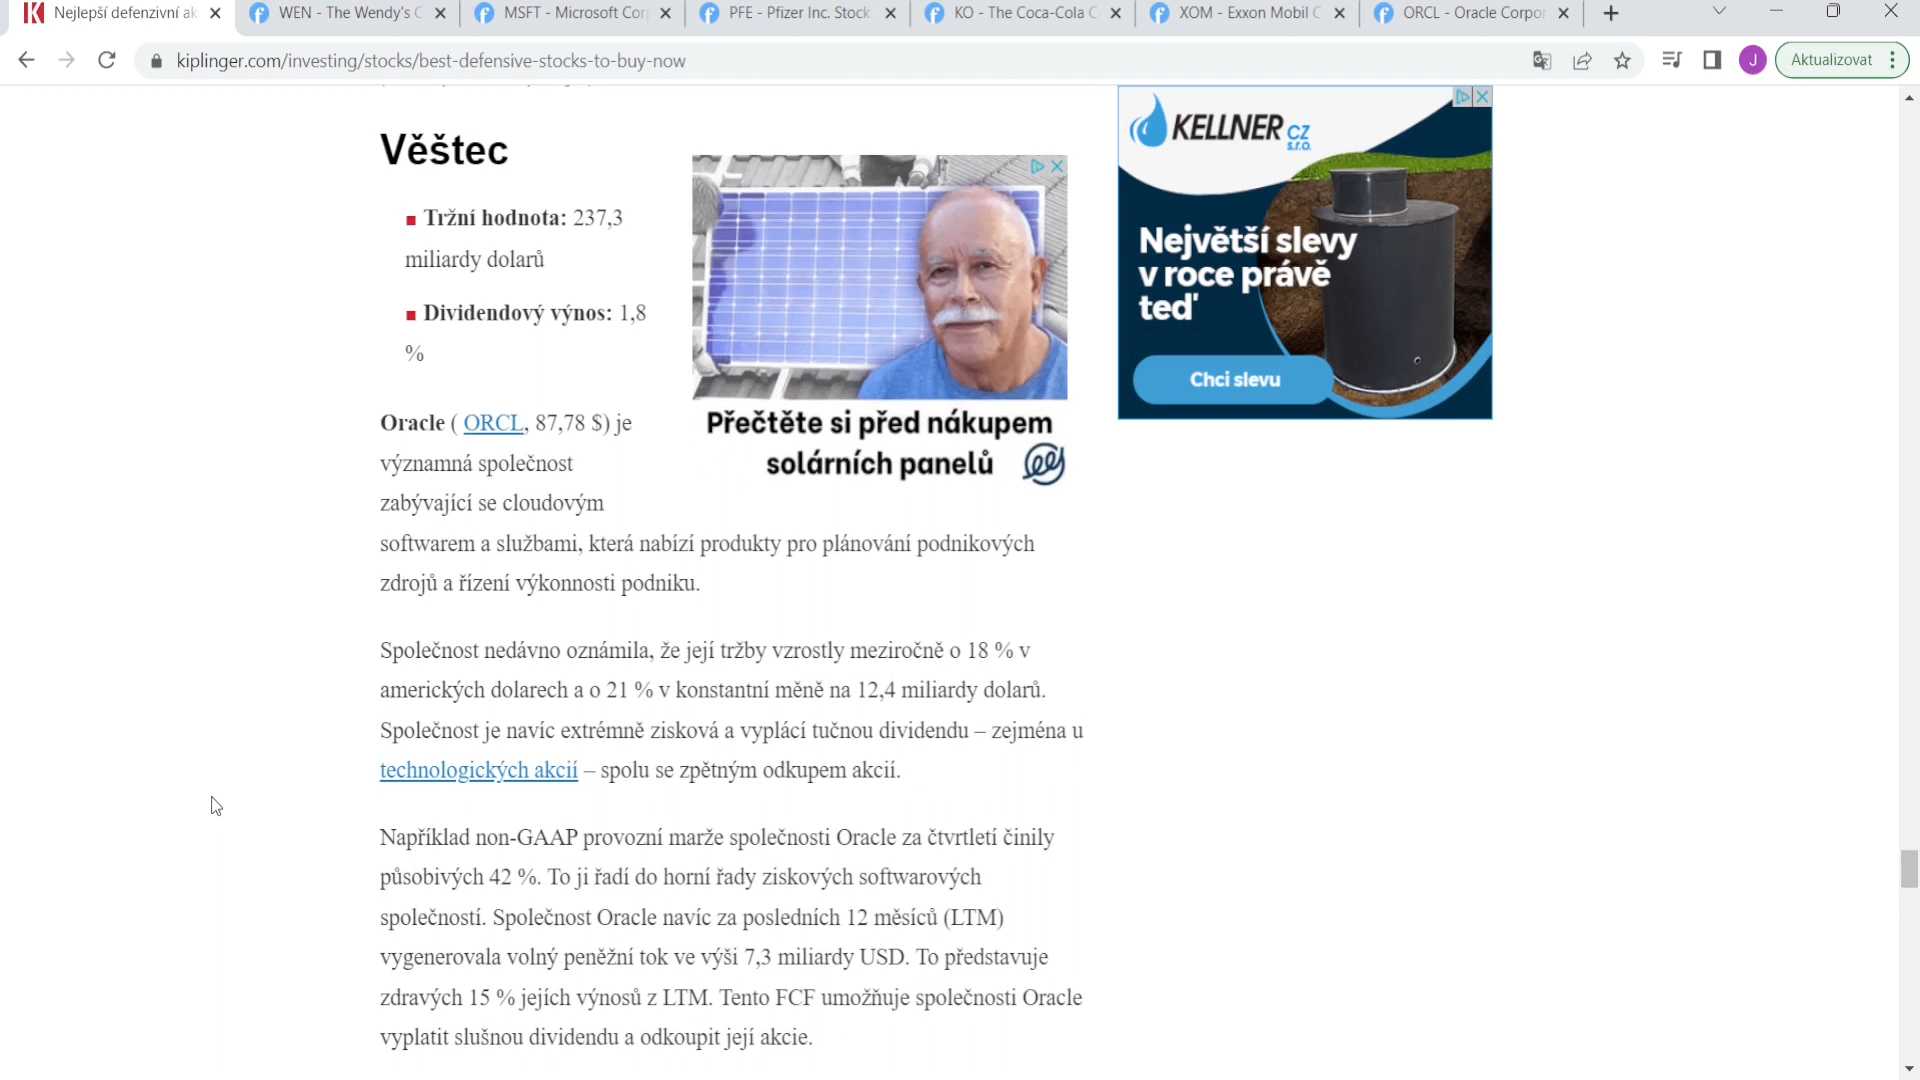 Nejlepší defenzivní ak
WEN - The Wendy's C
MSFT - Microsoft Corp
PFE - Pfizer Inc. Stock
KO - The Coca-Cola C
XOM - Exxon Mobil C
ORCL - Oracle Corpor
kiplinger.com/investing/stocks/best-defensive-stocks-to-buy-now
J
Aktualizovat
Věštec
Tržní hodnota: 237,3
miliardy dolarů
Dividendový výnos: 1,8
%
Oracle ( ORCL, 87,78 $) je
významná společnost
zabývající se cloudovým
softwarem a službami, která nabízí produkty pro plánování podnikových
zdrojů a řízení výkonnosti podniku.
Společnost nedávno oznámila, že její tržby vzrostly meziročně o 18 % v
amerických dolarech a o 21 % v konstantní měně na 12,4 miliardy dolarů.
Společnost je navíc extrémně zisková a vyplácí tučnou dividendu – zejména u
technologických akcií – spolu se zpětným odkupem akcií.
Například non-GAAP provozní marže společnosti Oracle za čtvrtletí činily
působivých 42 %. To ji řadí do horní řady ziskových softwarových
společností. Společnost Oracle navíc za posledních 12 měsíců (LTM)
vygenerovala volný peněžní tok ve výši 7,3 miliardy USD. To představuje
zdravých 15 % jejích výnosů z LTM. Tento FCF umožňuje společnosti Oracle
vyplatit slušnou dividendu a odkoupit její akcie.
Přečtěte si před nákupem
solárních panelů
KELLNER CZ
s.r.o.
Největší slevy
v roce právě
teď
Chci slevu